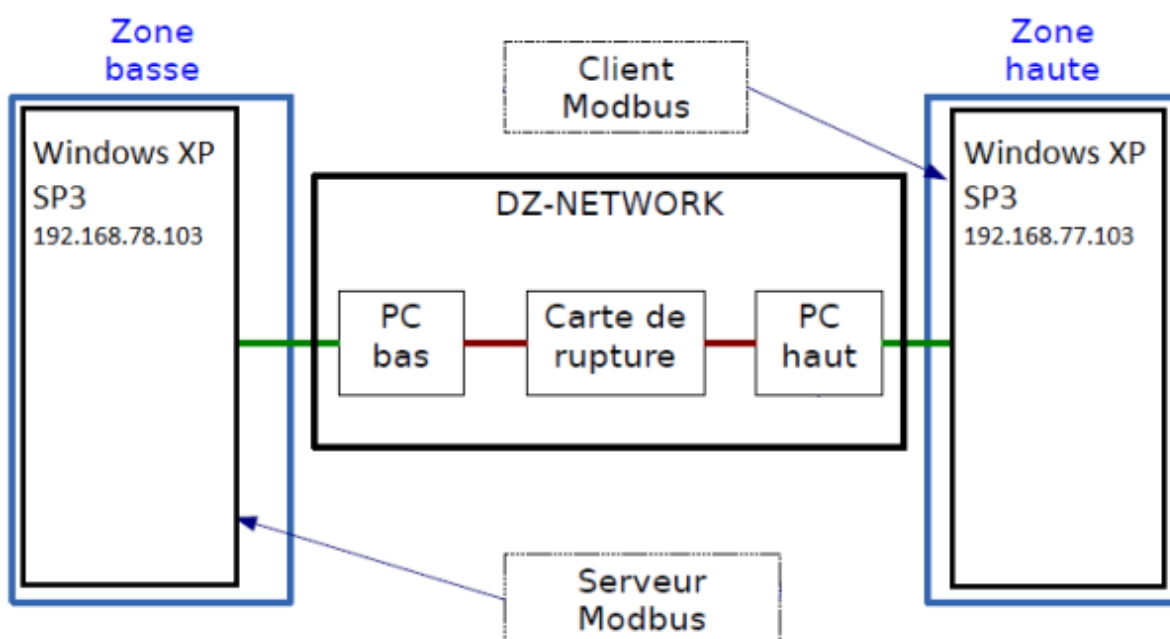 Zone
basse
Client
Modbus
Zone
haute
Windows XP
SP3
192.168.78.103
DZ-NETWORK
Windows XP
SP3
192.168.77.103
PC
bas
Carte de
rupture
PC
haut
Serveur
Modbus